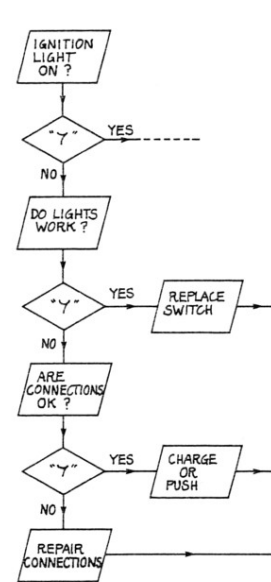 IGNITION
LIGHT
ON ?
"Y"
YES
NO
DO LIGHTS
WORK ?
"Y"
YES
REPLACE
SWITCH
NO
ARE
CONNECTIONS
OK ?
"Y"
YES
CHARGE
OR
PUSH
NO
REPAIR
CONNECTIONS